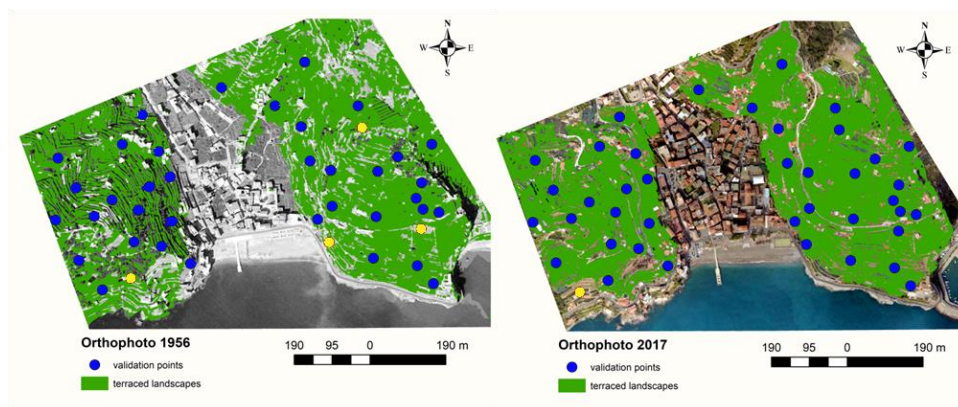 N
W E
S
Orthophoto 1956
validation points
terraced landscapes
190 95 0 190 m
N
W E
S
Orthophoto 2017
validation points
terraced landscapes
190 95 0 190 m